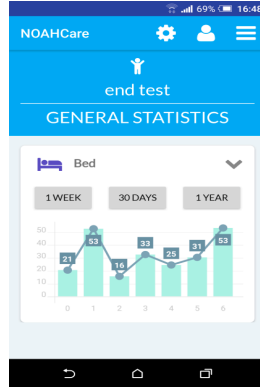 69% 16:48
NOAHCare
end test
GENERAL STATISTICS
Bed
1 WEEK 30 DAYS 1 YEAR
50
40
30
20
10
0
21 53 16 33 25 31 53
0 1 2 3 4 5 6